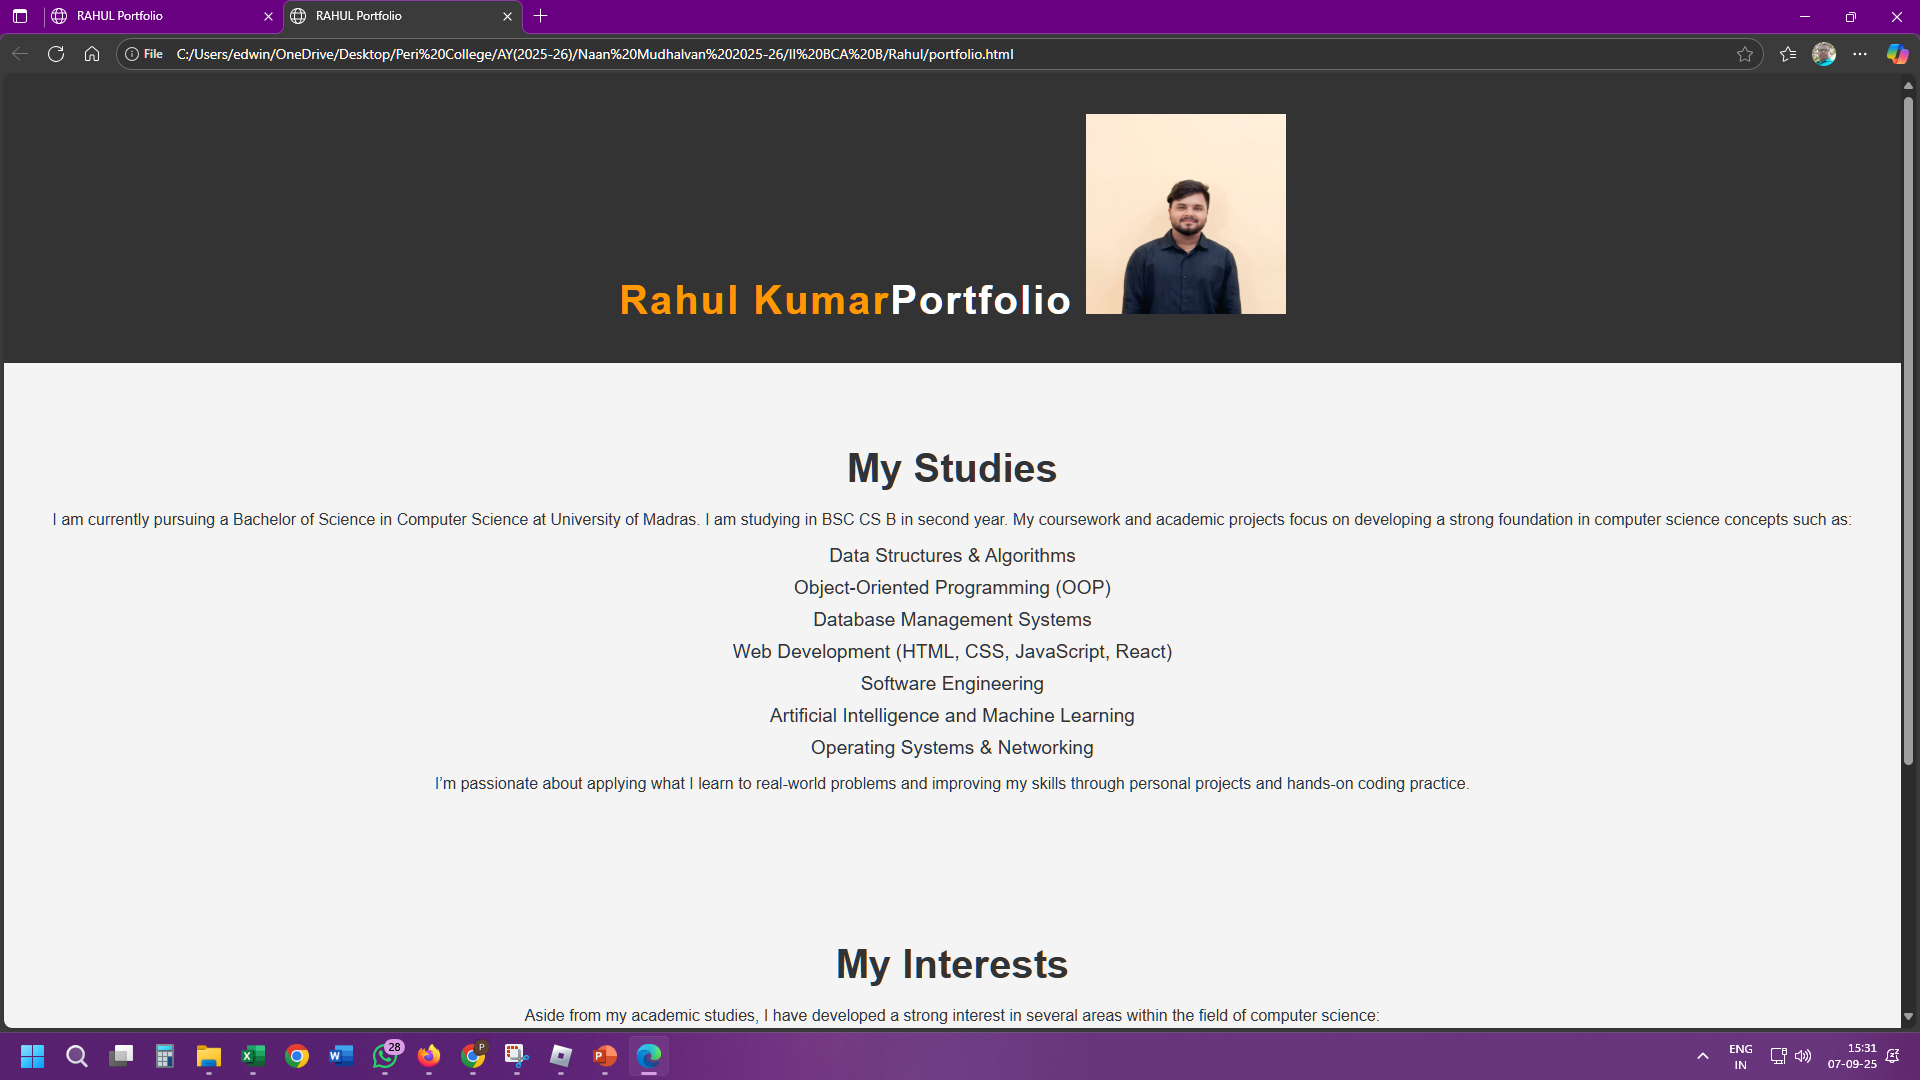 RAHUL Portfolio
RAHUL Portfolio
File C:/Users/edwin/OneDrive/Desktop/Peri%20College/AY(2025-26)/Naan%20Mudhalvan%202025-26/II%20BCA%20B/Rahul/portfolio.html
Rahul KumarPortfolio
My Studies
I am currently pursuing a Bachelor of Science in Computer Science at University of Madras. I am studying in BSC CS B in second year. My coursework and academic projects focus on developing a strong foundation in computer science concepts such as:
Data Structures & Algorithms
Object-Oriented Programming (OOP)
Database Management Systems
Web Development (HTML, CSS, JavaScript, React)
Software Engineering
Artificial Intelligence and Machine Learning
Operating Systems & Networking
I’m passionate about applying what I learn to real-world problems and improving my skills through personal projects and hands-on coding practice.
My Interests
Aside from my academic studies, I have developed a strong interest in several areas within the field of computer science:
28
P
ENG
IN
15:31
07-09-25